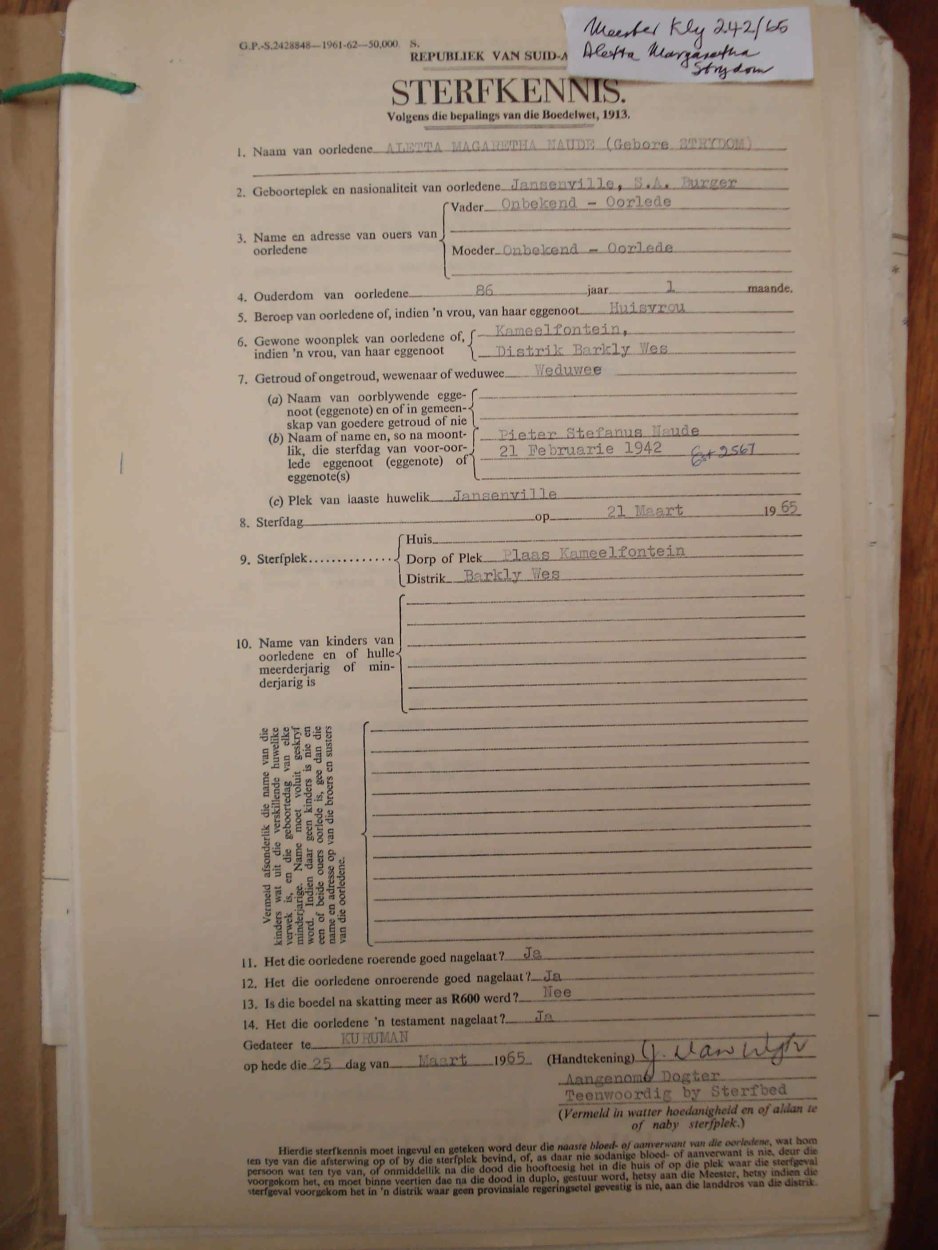 Meester Kly 242/65
Aletta Margaretha
Strydom
G.P.-S.2428848—1961-62—50,000. S.
REPUBLIEK VAN SUID-A
STERFKENNIS.
Volgens die bepalings van die Boedelwet, 1913.
1. Naam van oorledene ALETTA MAGARETHA NAUDE (Gebore STRYDOM)
2. Geboorteplek en nasionaliteit van oorledene Jansenville, S.A. Burger
3. Name en adresse van ouers van oorledene
Vader Onbekend - Oorlede
Moeder Onbekend - Oorlede
4. Ouderdom van oorledene 86 jaar 1 maande.
5. Beroep van oorledene of, indien 'n vrou, van haar eggenoot Huisvrou
6. Gewone woonplek van oorledene of, Kameelfontein,
indien 'n vrou, van haar eggenoot Distrik Barkly Wes
7. Getroud of ongetroud, wewenaar of weduwee Weduwee
(a) Naam van oorblywende egge-
noot (eggenote) en of in gemeen-
skap van goedere getroud of nie
(b) Naam of name en, so na moont- Pieter Stefanus Naude
lik, die sterfdag van voor-oor- 21 Februarie 1942
lede eggenoot (eggenote) of 2567
eggenote(s)
(c) Plek van laaste huwelik Jansenville
8. Sterfdag op 21 Maart 1965
9. Sterfplek
Huis
Dorp of Plek Plaas Kameelfontein
Distrik Barkly Wes
10. Name van kinders van
oorledene en of hulle
meerderjarig of min-
derjarig is
Vermeld afsonderlik die name van die
kinders wat uit die verskillende huwelike
verwek is, en die geboortedag van elke
minderjarige. Name moet voluit geskryf
word. Indien daar geen kinders is nie en
een of beide ouers oorlede is, gee dan die
name en adresse op van die broers en susters
van die oorledene.
11. Het die oorledene roerende goed nagelaat? Ja
12. Het die oorledene onroerende goed nagelaat? Ja
13. Is die boedel na skatting meer as R600 werd? Nee
14. Het die oorledene 'n testament nagelaat? Ja
Gedateer te KURUMAN
op hede die 25 dag van Maart 1965 (Handtekening)
Aangenome Dogter
Teenwoordig by Sterfbed
(Vermeld in watter hoedanigheid en of aldan te
of naby sterfplek.)
Hierdie sterfkennis moet ingevul en geteken word deur die naaste bloed- of aanverwant van die oorledene, wat hom
ten tye van die afsterwing op of by die sterfplek bevind, of, as daar nie sodanige bloed- of aanverwant is nie, deur die
persoon wat ten tye van, of onmiddellik na die dood die hooftoesig het in die huis of op die plek waar die sterfgeval
voorgekom het, en moet binne veertien dae na die dood in duplo, gestuur word, hetsy aan die Meester, hetsy indien die
sterfgeval voorgekom het in 'n distrik waar geen provinsiale regeringsetel gevestig is nie, aan die landdros van die distrik.